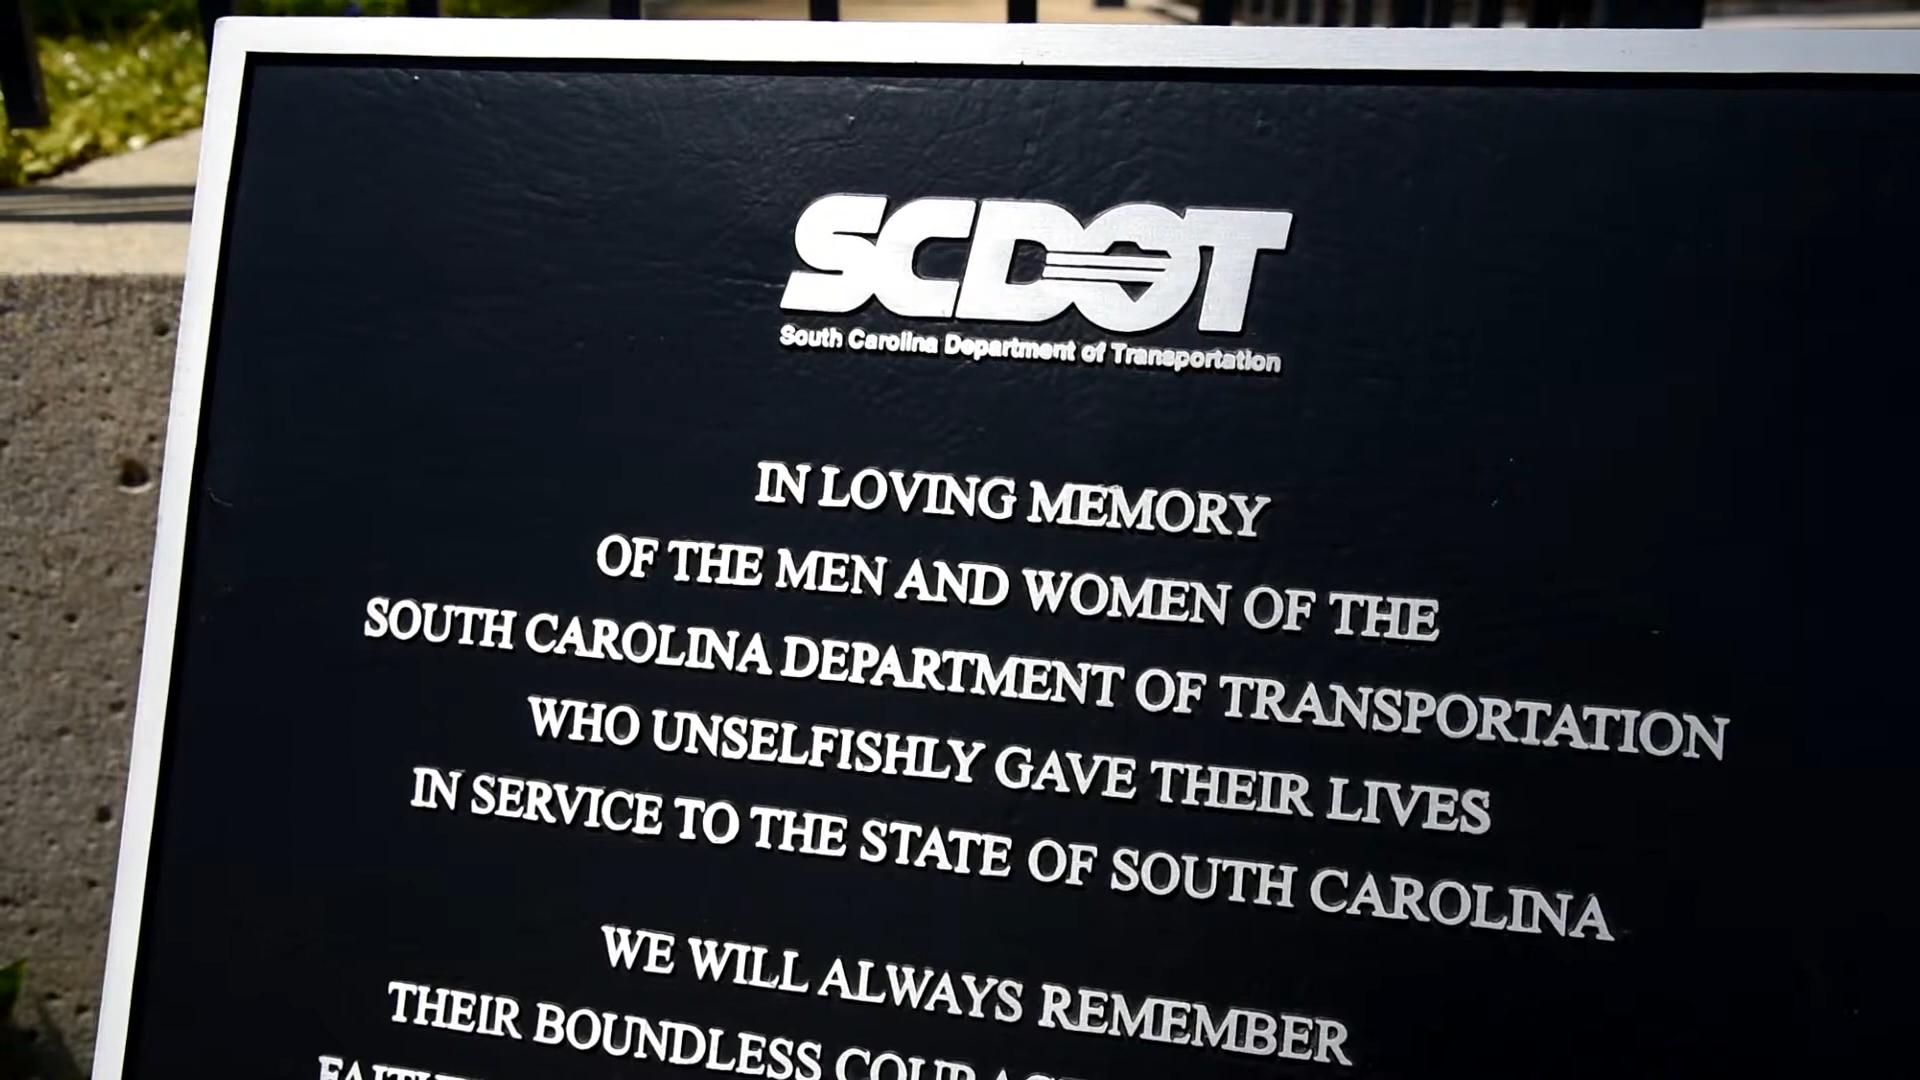 SCDOT
South Carolina Department of Transportation
IN LOVING MEMORY
OF THE MEN AND WOMEN OF THE
SOUTH CAROLINA DEPARTMENT OF TRANSPORTATION
WHO UNSELFISHLY GAVE THEIR LIVES
IN SERVICE TO THE STATE OF SOUTH CAROLINA
WE WILL ALWAYS REMEMBER
THEIR BOUNDLESS